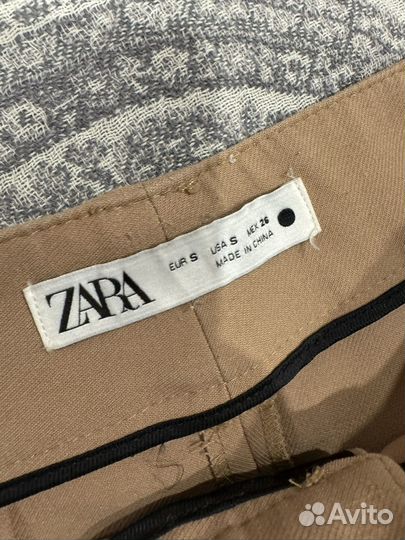 ZARA
EUR S USA S MEX 26
MADE IN CHINA
Avito